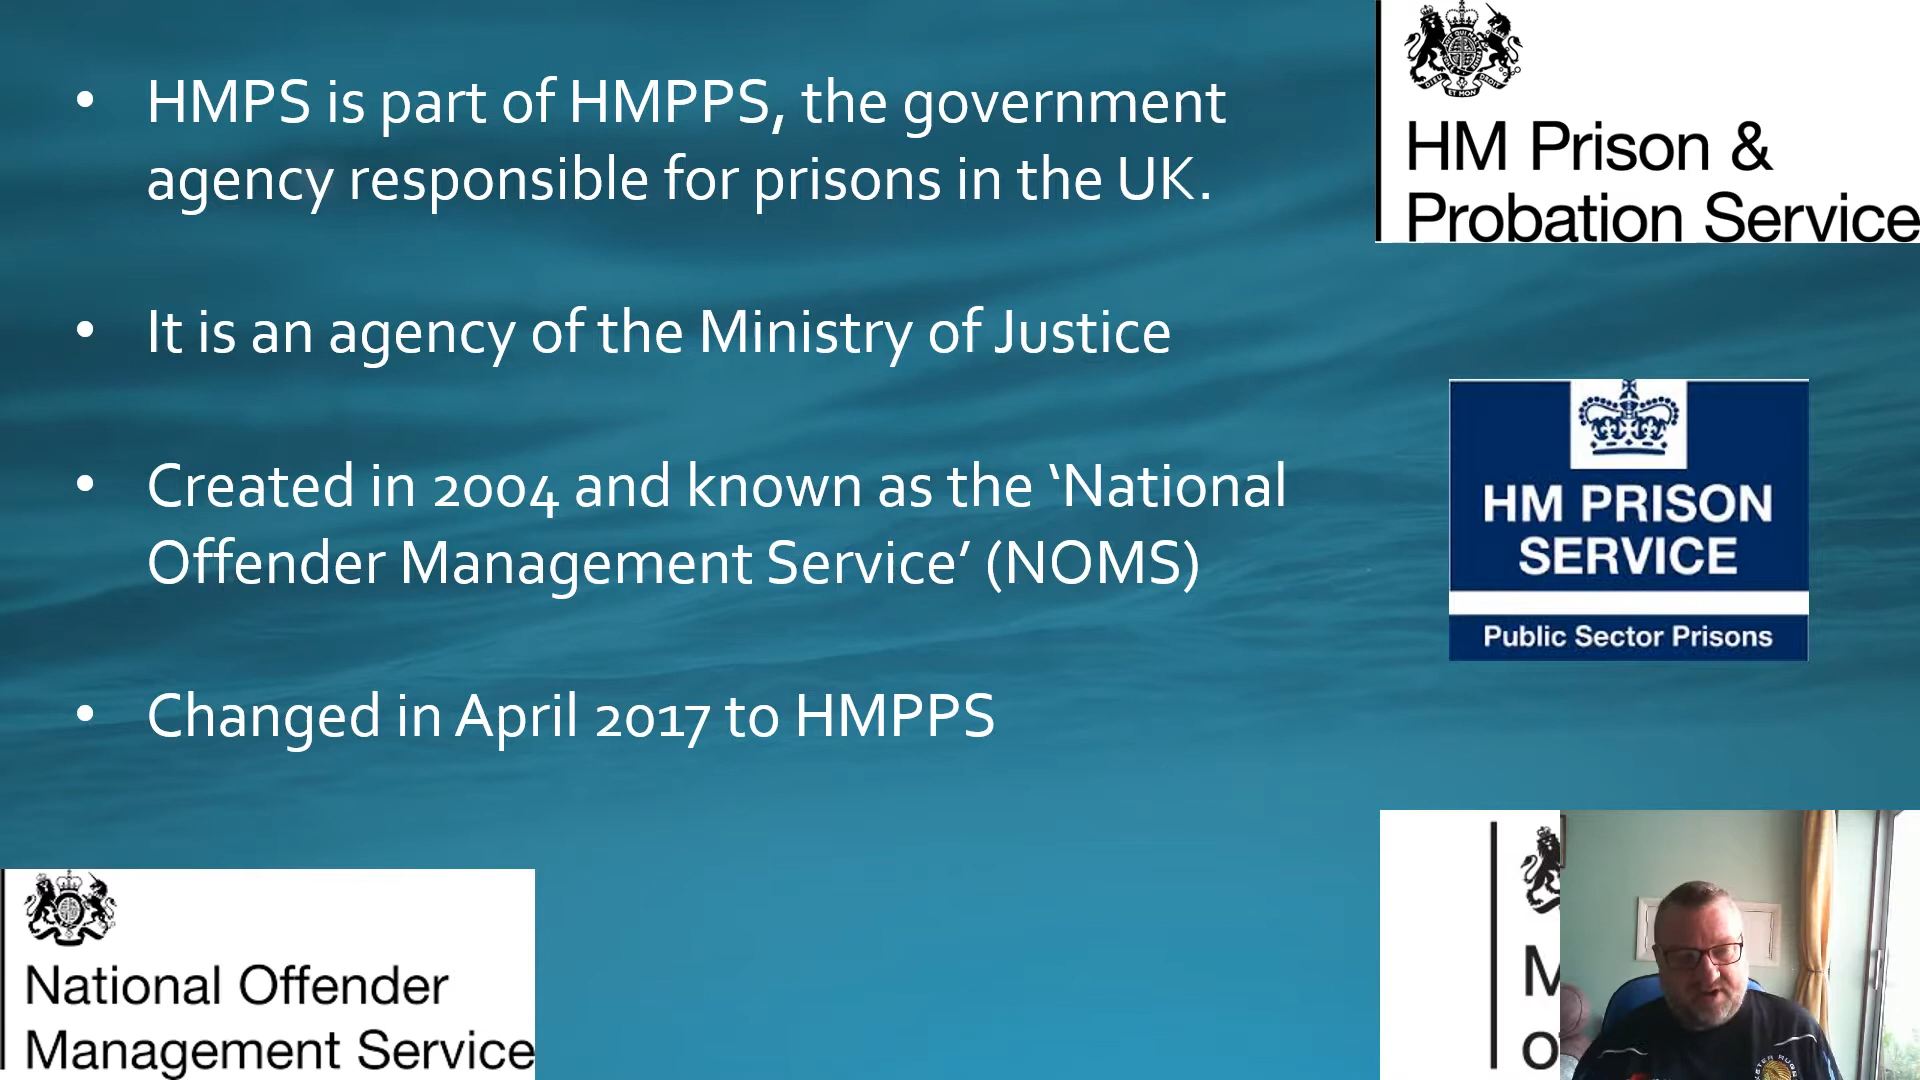 • HMPS is part of HMPPS, the government
agency responsible for prisons in the UK.
• It is an agency of the Ministry of Justice
• Created in 2004 and known as the ‘National
Offender Management Service’ (NOMS)
• Changed in April 2017 to HMPPS
HM Prison &
Probation Service
HM PRISON
SERVICE
Public Sector Prisons
National Offender
Management Service
M
o